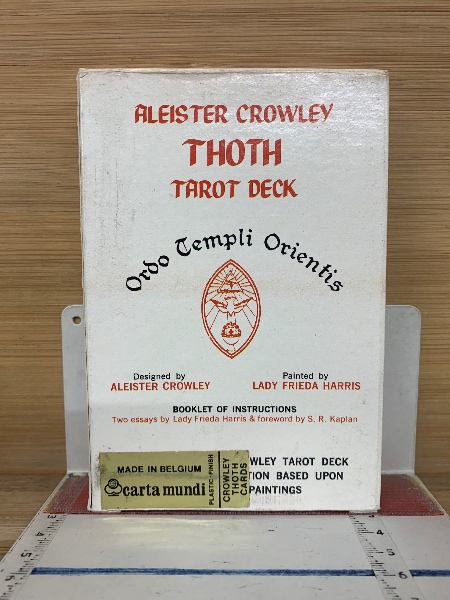 ALEISTER CROWLEY
THOTH
TAROT DECK
Ordo Templi Orientis
Designed by
ALEISTER CROWLEY
Painted by
LADY FRIEDA HARRIS
BOOKLET OF INSTRUCTIONS
Two essays by Lady Frieda Harris & foreword by S. R. Kaplan
WLEY TAROT DECK
TION BASED UPON
PAINTINGS
MADE IN BELGIUM
carta mundi
PLASTIC FINISH
CROWLEY
THOTH
CARDS